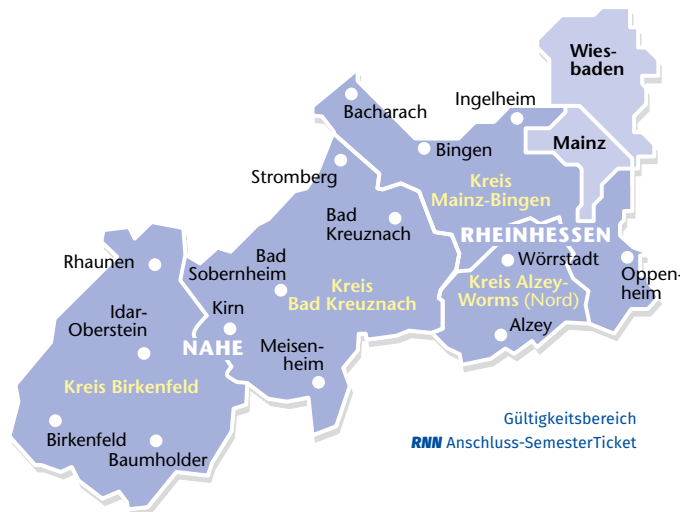 Wies-
baden
Ingelheim
Bacharach
Mainz
Bingen
Stromberg
Kreis
Mainz-Bingen
Bad
Kreuznach
RHEINHESSEN
Rhaunen
Bad
Sobernheim
Wörrstadt
Oppen-
heim
Kreis
Bad Kreuznach
Kreis Alzey-
Worms (Nord)
Idar-
Oberstein
Kirn
Alzey
NAHE
Meisen-
heim
Kreis Birkenfeld
Birkenfeld
Baumholder
Gültigkeitsbereich
RNN Anschluss-SemesterTicket